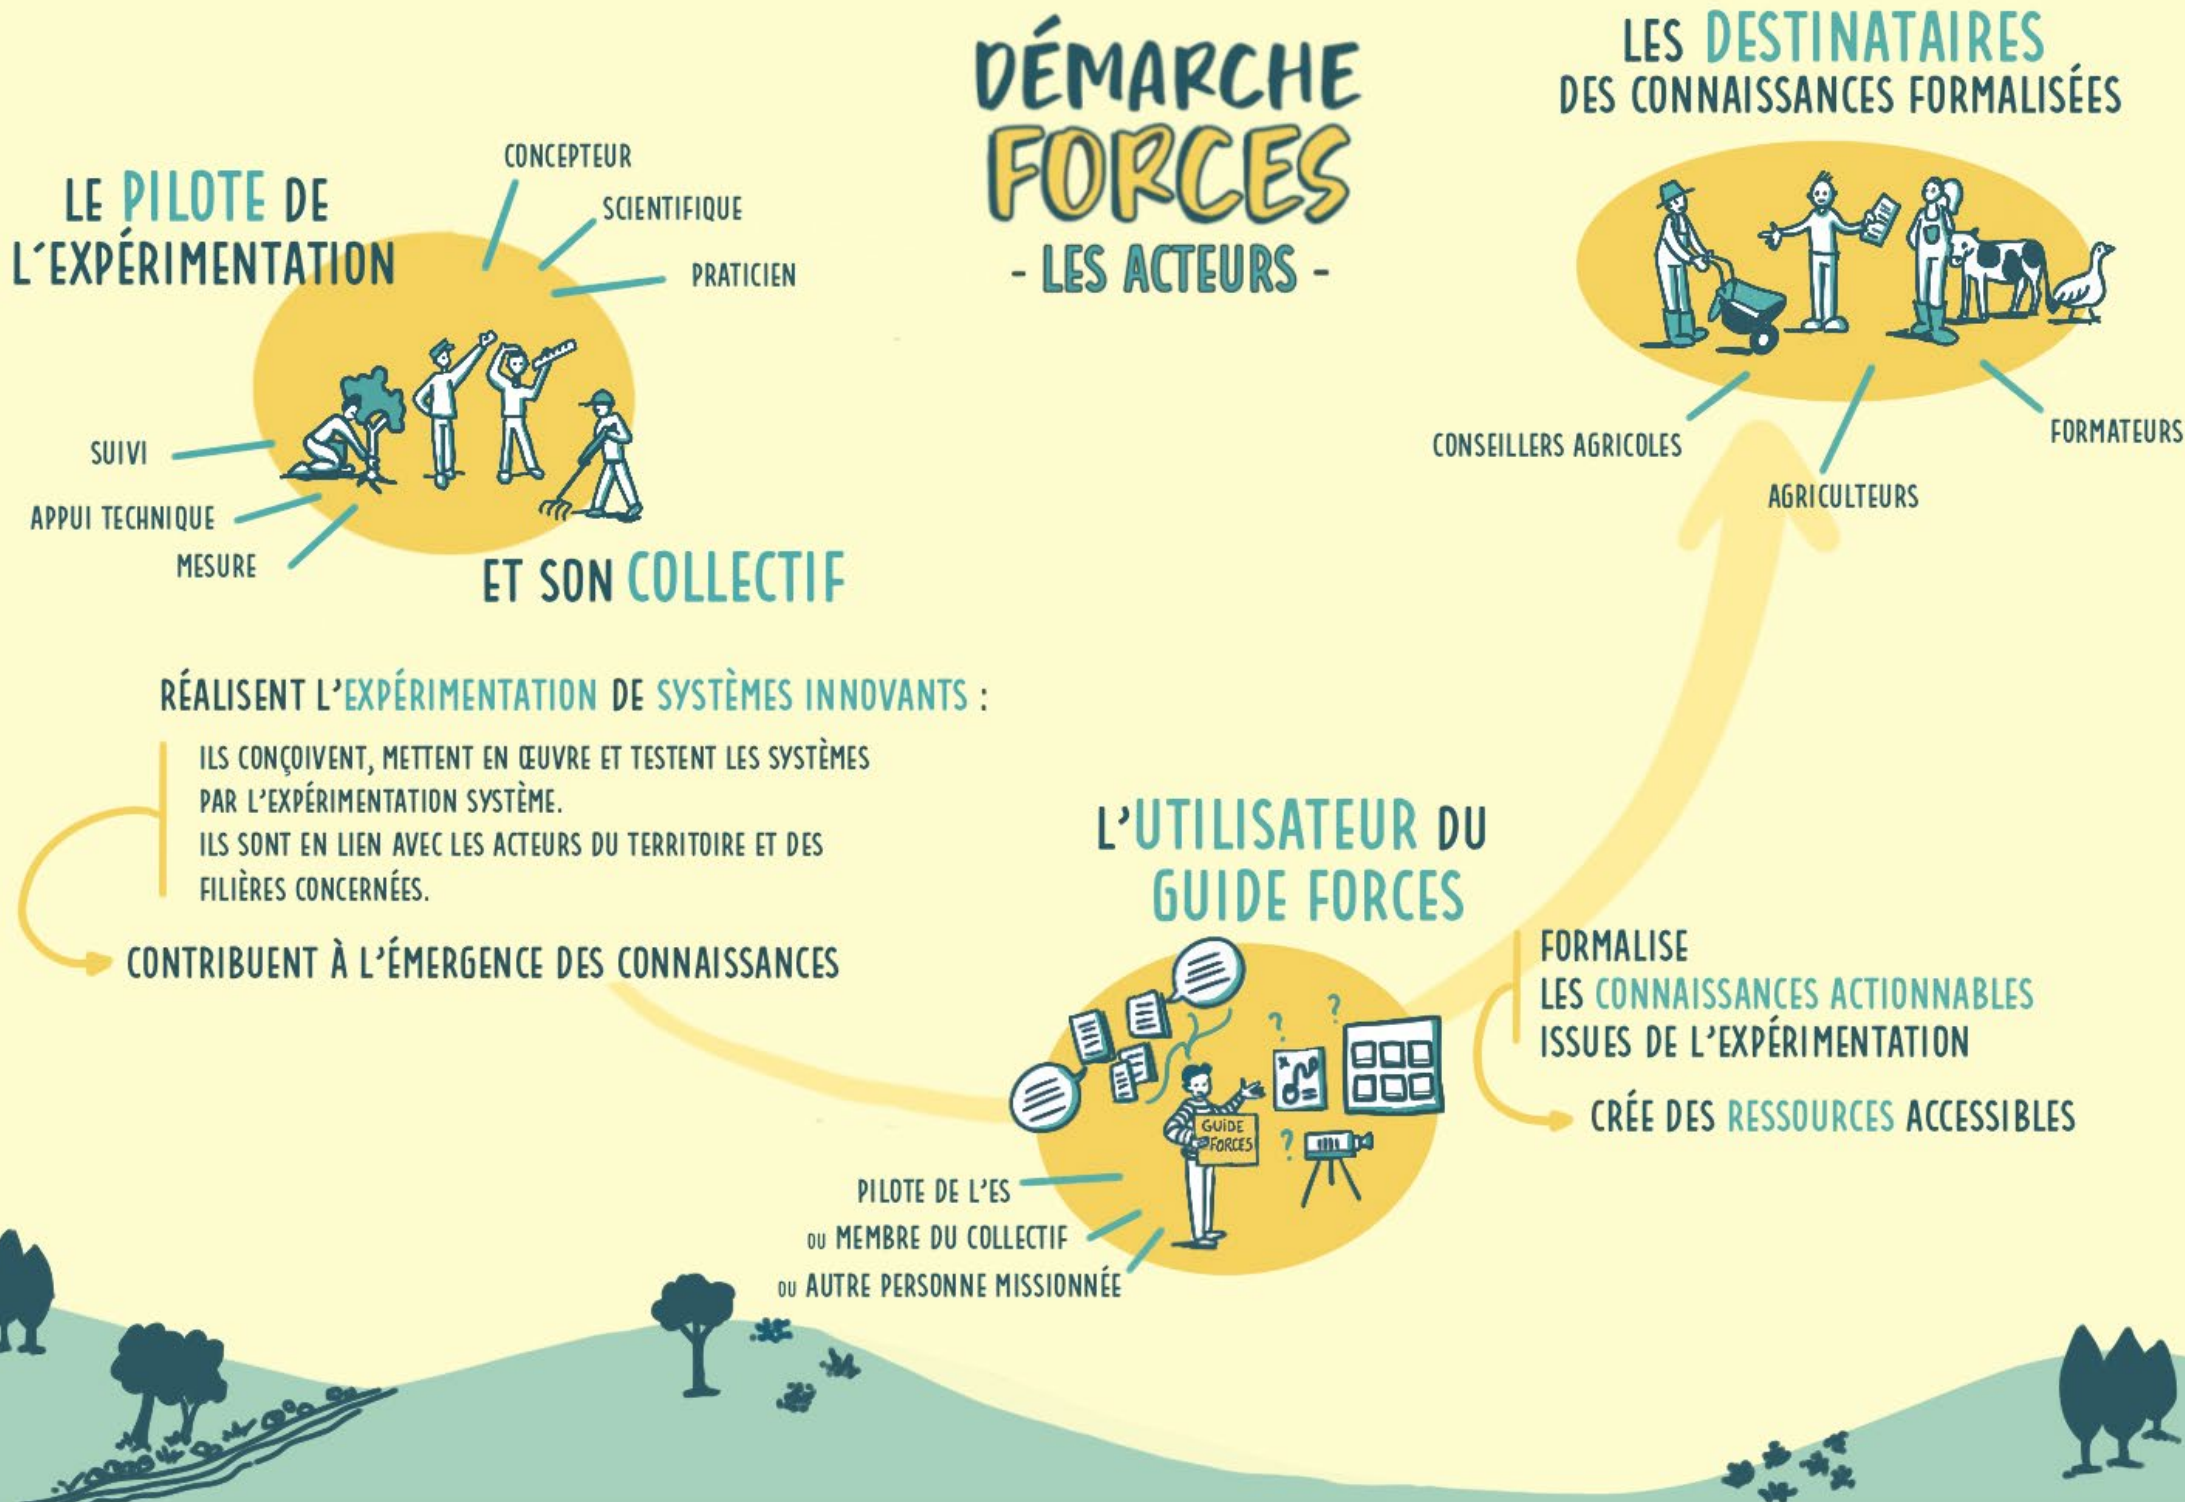 DÉMARCHE
FORCES
- LES ACTEURS -
LE PILOTE DE
L'EXPÉRIMENTATION
CONCEPTEUR
SCIENTIFIQUE
PRATICIEN
SUIVI
APPUI TECHNIQUE
MESURE
ET SON COLLECTIF
RÉALISENT L'EXPÉRIMENTATION DE SYSTÈMES INNOVANTS :
ILS CONÇOIVENT, METTENT EN ŒUVRE ET TESTENT LES SYSTÈMES
PAR L'EXPÉRIMENTATION SYSTÈME.
ILS SONT EN LIEN AVEC LES ACTEURS DU TERRITOIRE ET DES
FILIÈRES CONCERNÉES.
CONTRIBUENT À L'ÉMERGENCE DES CONNAISSANCES
L'UTILISATEUR DU
GUIDE FORCES
? ?
GUIDE
FORCES
?
PILOTE DE L'ES
OU MEMBRE DU COLLECTIF
OU AUTRE PERSONNE MISSIONNÉE
FORMALISE
LES CONNAISSANCES ACTIONNABLES
ISSUES DE L'EXPÉRIMENTATION
CRÉE DES RESSOURCES ACCESSIBLES
LES DESTINATAIRES
DES CONNAISSANCES FORMALISÉES
CONSEILLERS AGRICOLES
AGRICULTEURS
FORMATEURS